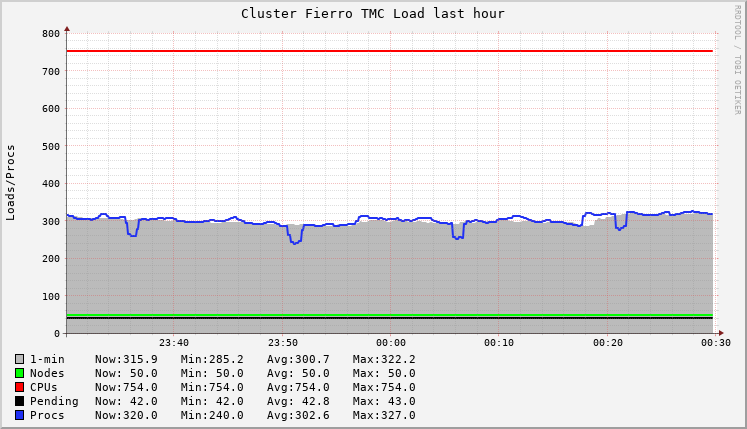 Cluster Fierro TMC Load last hour
RRDTOOL / TOBI OETIKER
Loads/Procs
800
700
600
500
400
300
200
100
0
23:40 23:50 00:00 00:10 00:20 00:30
1-min Now:315.9 Min:285.2 Avg:300.7 Max:322.2
Nodes Now: 50.0 Min: 50.0 Avg: 50.0 Max: 50.0
CPUs Now:754.0 Min:754.0 Avg:754.0 Max:754.0
Pending Now: 42.0 Min: 42.0 Avg: 42.8 Max: 43.0
Procs Now:320.0 Min:240.0 Avg:302.6 Max:327.0